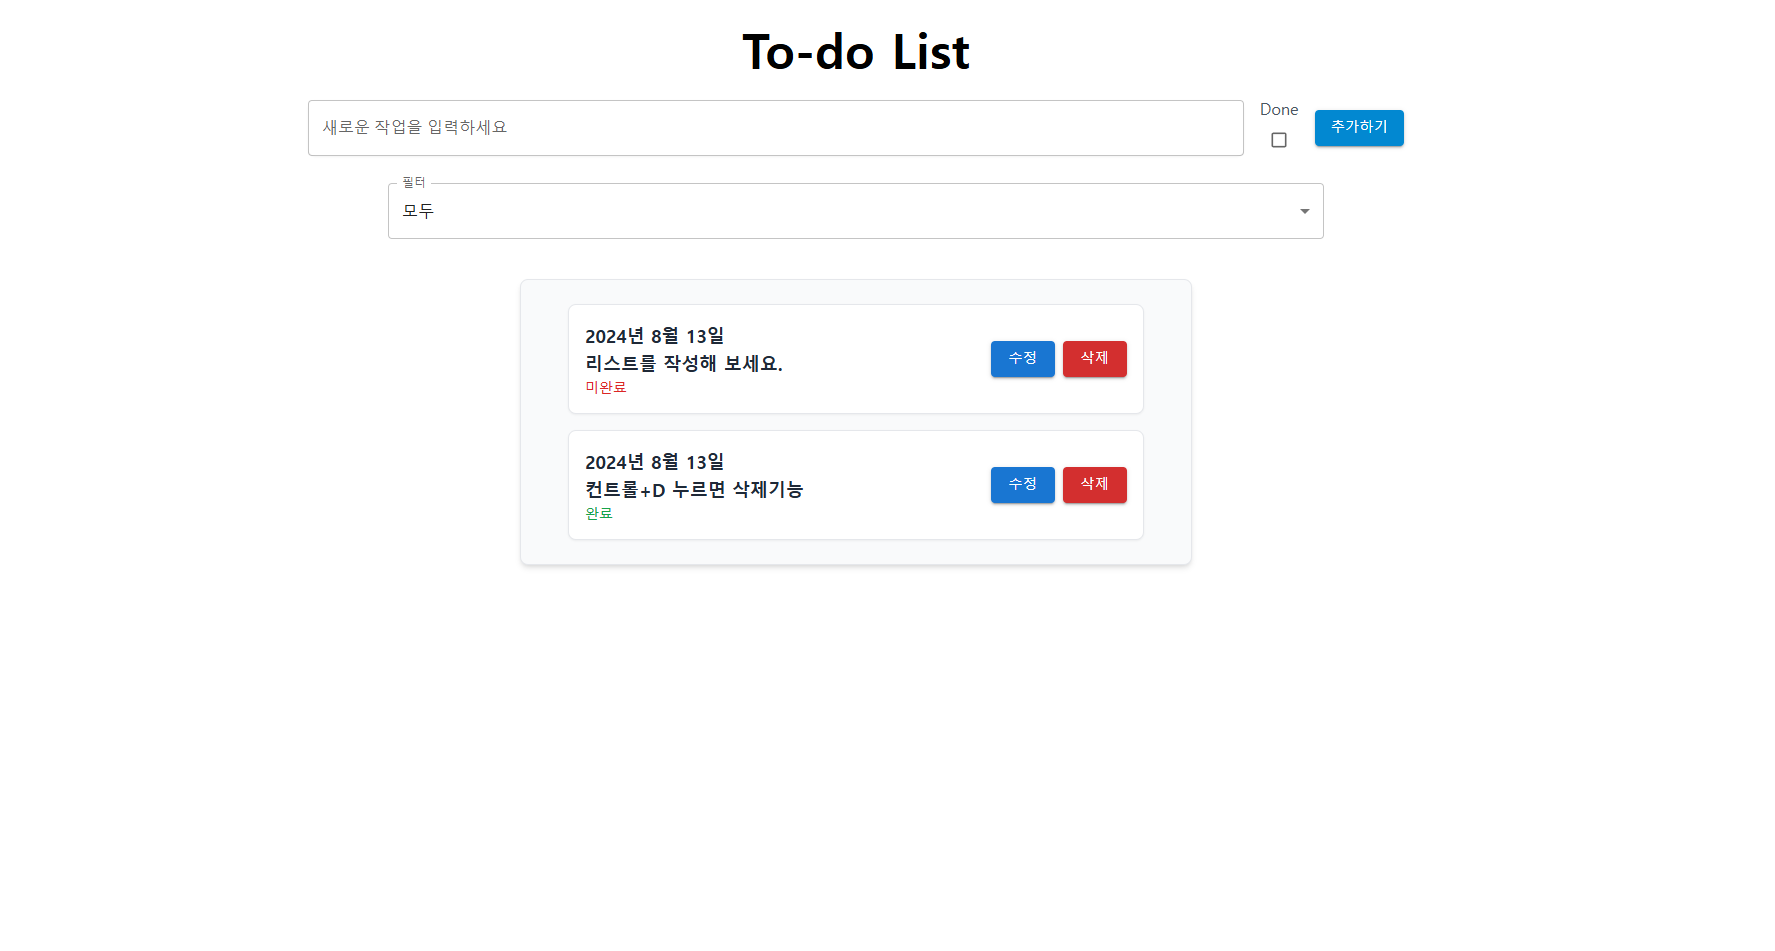 To-do List
새로운 작업을 입력하세요
Done
추가하기
필터
모두
2024년 8월 13일
리스트를 작성해 보세요.
미완료
수정
삭제
2024년 8월 13일
컨트롤+D 누르면 삭제기능
완료
수정
삭제